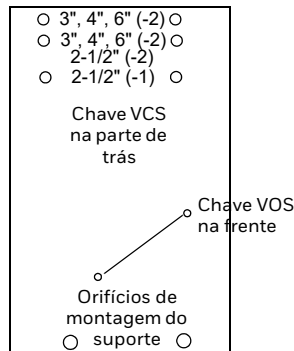 3", 4", 6" (-2)
3", 4", 6" (-2)
2-1/2" (-2)
2-1/2" (-1)
Chave VCS
na parte de
trás
Chave VOS
na frente
Orifícios de
montagem do
suporte